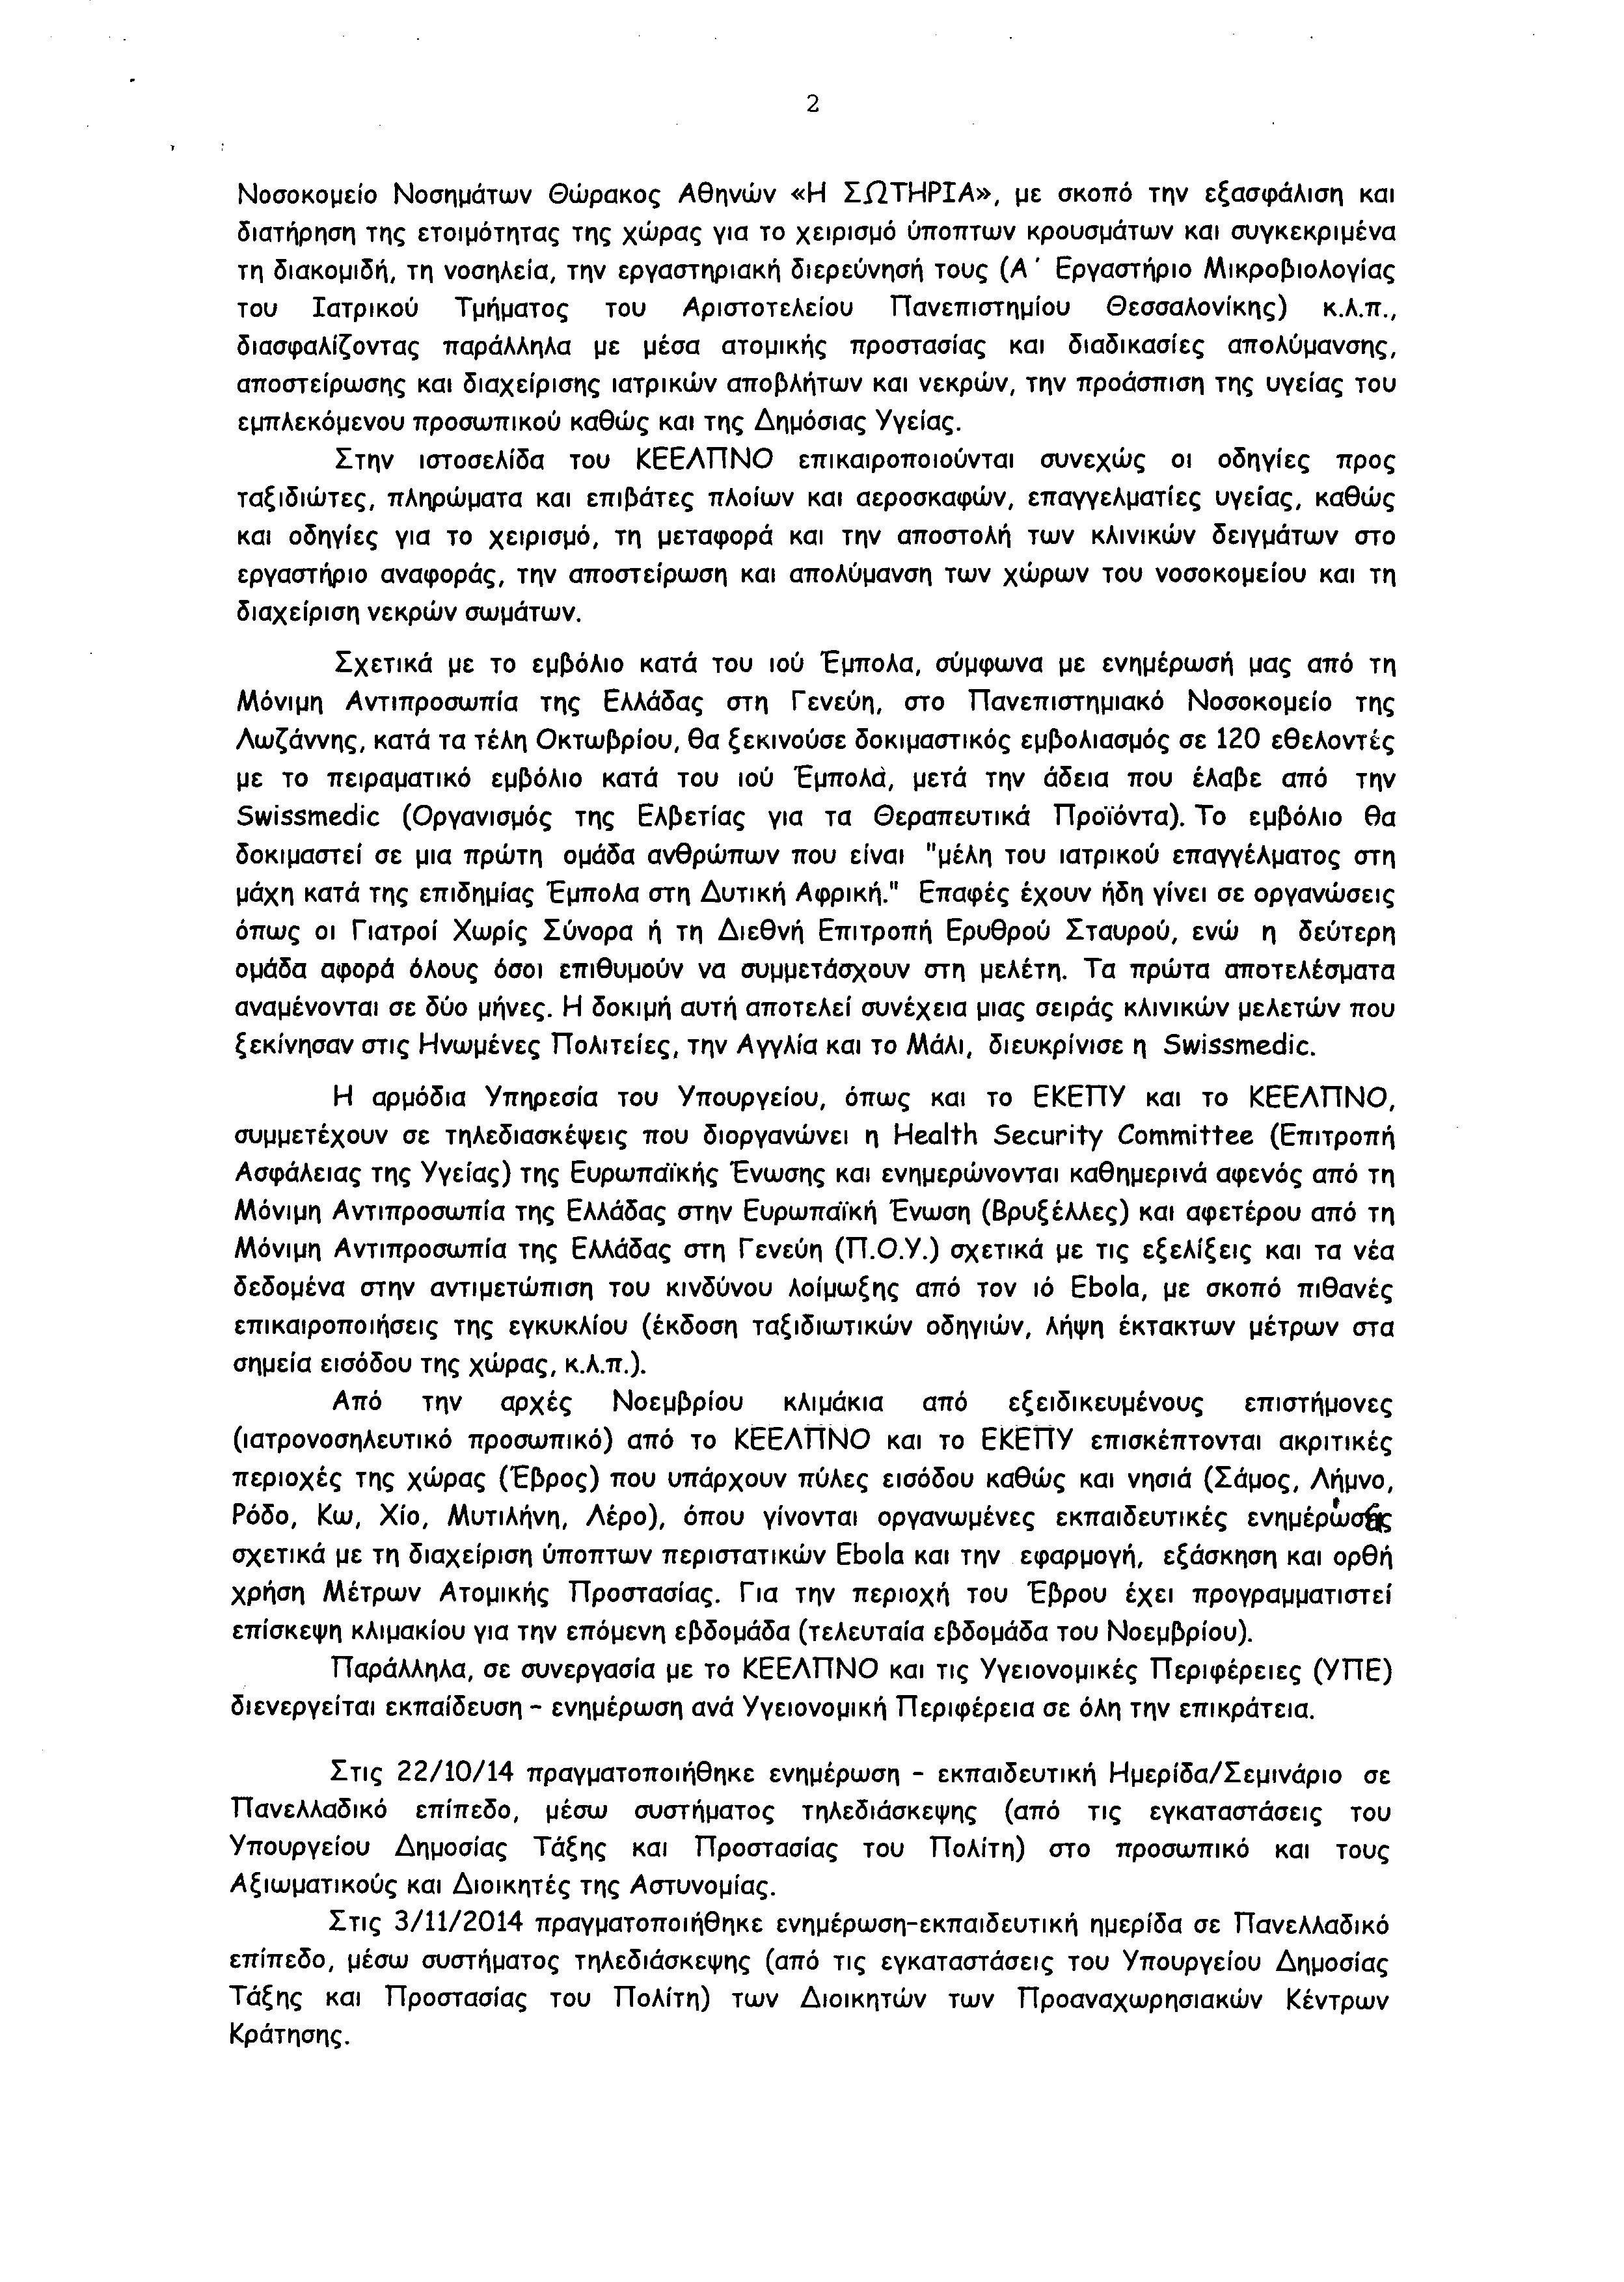 2
Νοσοκομείο Νοσημάτων Θώρακος Αθηνών «Η ΣΩΤΗΡΙΑ», με σκοπό την εξασφάλιση και
διατήρηση της ετοιμότητας της χώρας για το χειρισμό ύποπτων κρουσμάτων και συγκεκριμένα
τη διακομιδή, τη νοσηλεία, την εργαστηριακή διερεύνησή τους (Α΄ Εργαστήριο Μικροβιολογίας
του Ιατρικού Τμήματος του Αριστοτελείου Πανεπιστημίου Θεσσαλονίκης) κ.λ.π.,
διασφαλίζοντας παράλληλα με μέσα ατομικής προστασίας και διαδικασίες απολύμανσης,
αποστείρωσης και διαχείρισης ιατρικών αποβλήτων και νεκρών, την προάσπιση της υγείας του
εμπλεκόμενου προσωπικού καθώς και της Δημόσιας Υγείας.
Στην ιστοσελίδα του ΚΕΕΛΠΝΟ επικαιροποιούνται συνεχώς οι οδηγίες προς
ταξιδιώτες, πληρώματα και επιβάτες πλοίων και αεροσκαφών, επαγγελματίες υγείας, καθώς
και οδηγίες για το χειρισμό, τη μεταφορά και την αποστολή των κλινικών δειγμάτων στο
εργαστήριο αναφοράς, την αποστείρωση και απολύμανση των χώρων του νοσοκομείου και τη
διαχείριση νεκρών σωμάτων.
Σχετικά με το εμβόλιο κατά του ιού Έμπολα, σύμφωνα με ενημέρωσή μας από τη
Μόνιμη Αντιπροσωπία της Ελλάδας στη Γενεύη, στο Πανεπιστημιακό Νοσοκομείο της
Λωζάννης, κατά τα τέλη Οκτωβρίου, θα ξεκινούσε δοκιμαστικός εμβολιασμός σε 120 εθελοντές
με το πειραματικό εμβόλιο κατά του ιού Έμπολα, μετά την άδεια που έλαβε από την
Swissmedic (Οργανισμός της Ελβετίας για τα Θεραπευτικά Προϊόντα). Το εμβόλιο θα
δοκιμαστεί σε μια πρώτη ομάδα ανθρώπων που είναι "μέλη του ιατρικού επαγγέλματος στη
μάχη κατά της επιδημίας Έμπολα στη Δυτική Αφρική." Επαφές έχουν ήδη γίνει σε οργανώσεις
όπως οι Γιατροί Χωρίς Σύνορα ή τη Διεθνή Επιτροπή Ερυθρού Σταυρού, ενώ η δεύτερη
ομάδα αφορά όλους όσοι επιθυμούν να συμμετάσχουν στη μελέτη. Τα πρώτα αποτελέσματα
αναμένονται σε δύο μήνες. Η δοκιμή αυτή αποτελεί συνέχεια μιας σειράς κλινικών μελετών που
ξεκίνησαν στις Ηνωμένες Πολιτείες, την Αγγλία και το Μάλι, διευκρίνισε η Swissmedic.
Η αρμόδια Υπηρεσία του Υπουργείου, όπως και το ΕΚΕΠΥ και το ΚΕΕΛΠΝΟ,
συμμετέχουν σε τηλεδιασκέψεις που διοργανώνει η Health Security Committee (Επιτροπή
Ασφάλειας της Υγείας) της Ευρωπαϊκής Ένωσης και ενημερώνονται καθημερινά αφενός από τη
Μόνιμη Αντιπροσωπία της Ελλάδας στην Ευρωπαϊκή Ένωση (Βρυξέλλες) και αφετέρου από τη
Μόνιμη Αντιπροσωπία της Ελλάδας στη Γενεύη (Π.Ο.Υ.) σχετικά με τις εξελίξεις και τα νέα
δεδομένα στην αντιμετώπιση του κινδύνου λοίμωξης από τον ιό Ebola, με σκοπό πιθανές
επικαιροποιήσεις της εγκυκλίου (έκδοση ταξιδιωτικών οδηγιών, λήψη έκτακτων μέτρων στα
σημεία εισόδου της χώρας, κ.λ.π.).
Από την αρχές Νοεμβρίου κλιμάκια από εξειδικευμένους επιστήμονες
(ιατρονοσηλευτικό προσωπικό) από το ΚΕΕΛΠΝΟ και το ΕΚΕΠΥ επισκέπτονται ακριτικές
περιοχές της χώρας (Έβρος) που υπάρχουν πύλες εισόδου καθώς και νησιά (Σάμος, Λήμνο,
Ρόδο, Κω, Χίο, Μυτιλήνη, Λέρο), όπου γίνονται οργανωμένες εκπαιδευτικές ενημέρώσεις
σχετικά με τη διαχείριση ύποπτων περιστατικών Ebola και την εφαρμογή, εξάσκηση και ορθή
χρήση Μέτρων Ατομικής Προστασίας. Για την περιοχή του Έβρου έχει προγραμματιστεί
επίσκεψη κλιμακίου για την επόμενη εβδομάδα (τελευταία εβδομάδα του Νοεμβρίου).
Παράλληλα, σε συνεργασία με το ΚΕΕΛΠΝΟ και τις Υγειονομικές Περιφέρειες (ΥΠΕ)
διενεργείται εκπαίδευση - ενημέρωση ανά Υγειονομική Περιφέρεια σε όλη την επικράτεια.
Στις 22/10/14 πραγματοποιήθηκε ενημέρωση - εκπαιδευτική Ημερίδα/Σεμινάριο σε
Πανελλαδικό επίπεδο, μέσω συστήματος τηλεδιάσκεψης (από τις εγκαταστάσεις του
Υπουργείου Δημοσίας Τάξης και Προστασίας του Πολίτη) στο προσωπικό και τους
Αξιωματικούς και Διοικητές της Αστυνομίας.
Στις 3/11/2014 πραγματοποιήθηκε ενημέρωση-εκπαιδευτική ημερίδα σε Πανελλαδικό
επίπεδο, μέσω συστήματος τηλεδιάσκεψης (από τις εγκαταστάσεις του Υπουργείου Δημοσίας
Τάξης και Προστασίας του Πολίτη) των Διοικητών των Προαναχωρησιακών Κέντρων
Κράτησης.